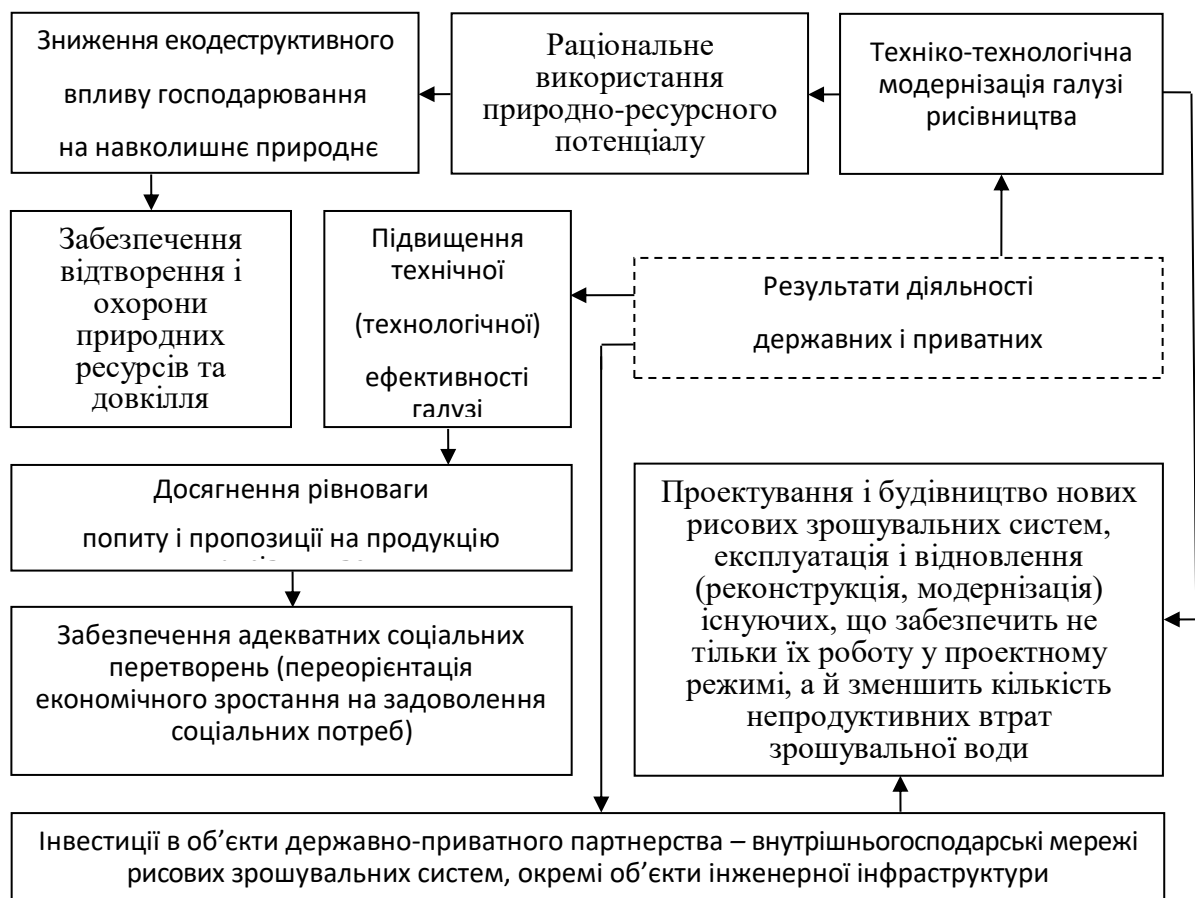 Зниження екодеструктивного
впливу господарювання
на навколишнє природнє
Раціональне
використання
природно-ресурсного
потенціалу
Техніко-технологічна
модернізація галузі
рисівництва
Забезпечення
відтворення і
охорони
природних
ресурсів та
довкілля
Підвищення
технічної
(технологічної)
ефективності
галузі
Результати діяльності
державних і приватних
Досягнення рівноваги
попиту і пропозиції на продукцію
Забезпечення адекватних соціальних
перетворень (переорієнтація
економічного зростання на задоволення
соціальних потреб)
Проектування і будівництво нових
рисових зрошувальних систем,
експлуатація і відновлення
(реконструкція, модернізація)
існуючих, що забезпечить не
тільки їх роботу у проектному
режимі, а й зменшить кількість
непродуктивних втрат
зрошувальної води
Інвестиції в об’єкти державно-приватного партнерства – внутрішньогосподарські мережі
рисових зрошувальних систем, окремі об’єкти інженерної інфраструктури